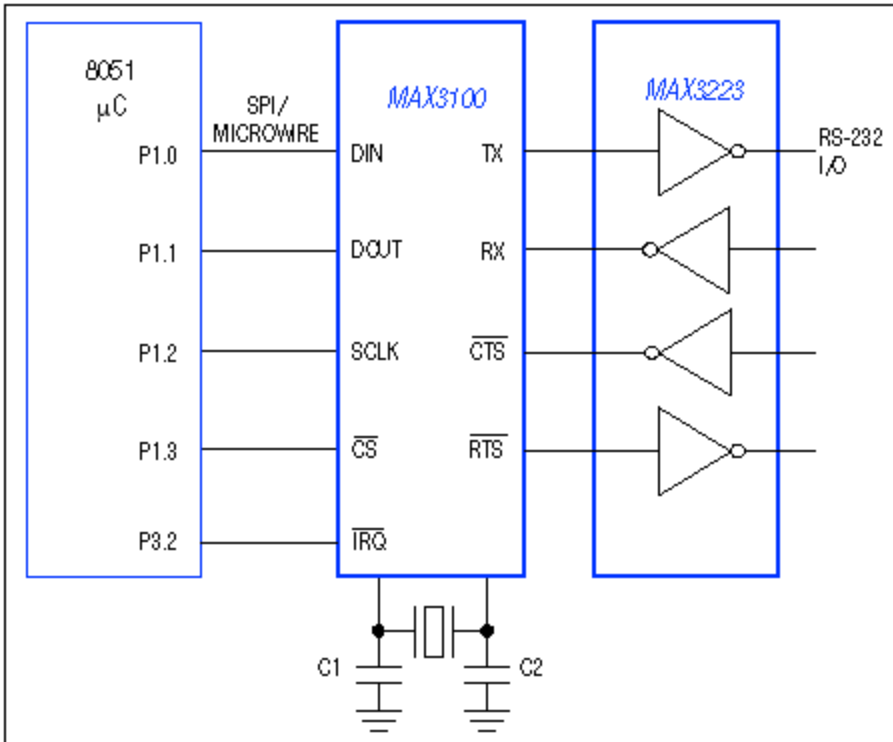 8051
µC
SPI/
MICROWIRE
MAX3100
MAX3223
P1.0
DIN
TX
RS-232
I/O
P1.1
DOUT
RX
P1.2
SCLK
CTS
P1.3
CS
RTS
P3.2
IRQ
C1
C2